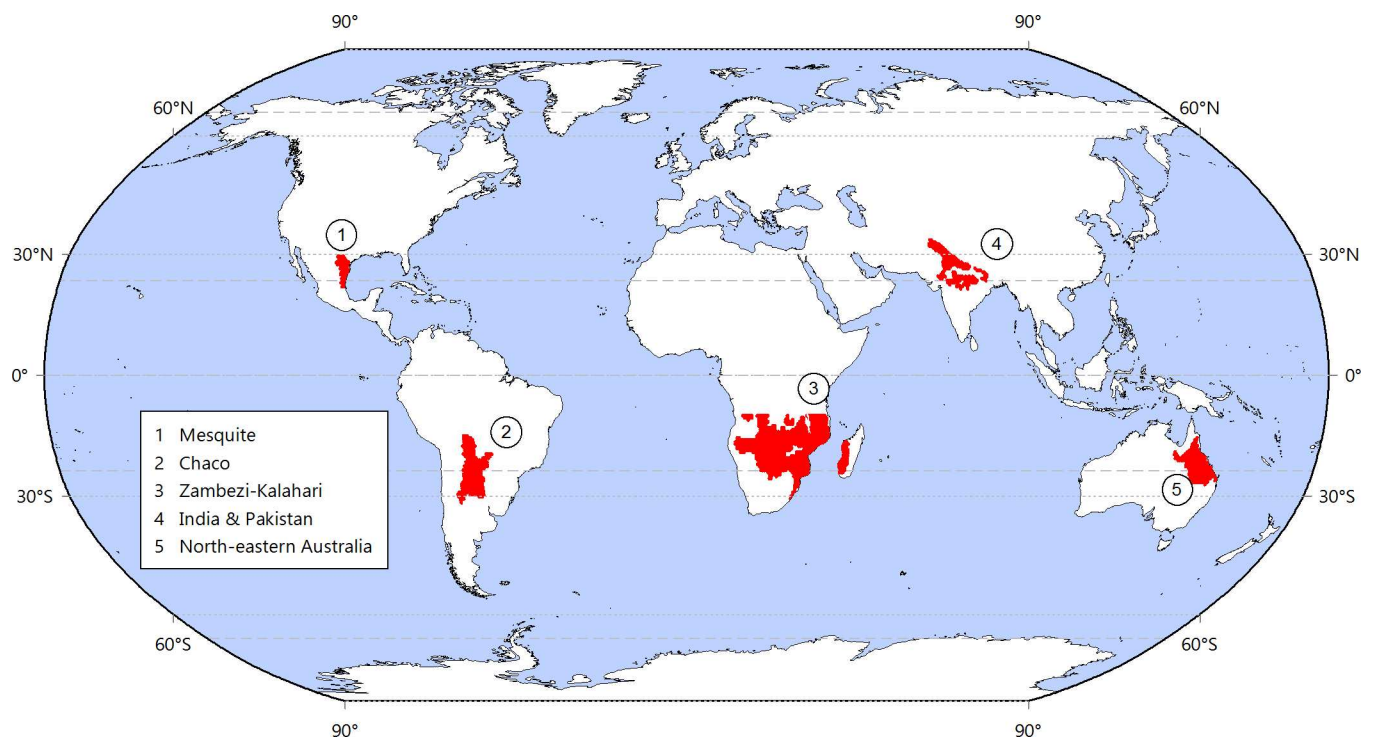 90° 90°
60°N 60°N
1
4
30°N 30°N
0° 3 0°
2
1 Mesquite
2 Chaco
3 Zambezi-Kalahari
4 India & Pakistan
5 North-eastern Australia
5
30°S 30°S
60°S 60°S
90° 90°